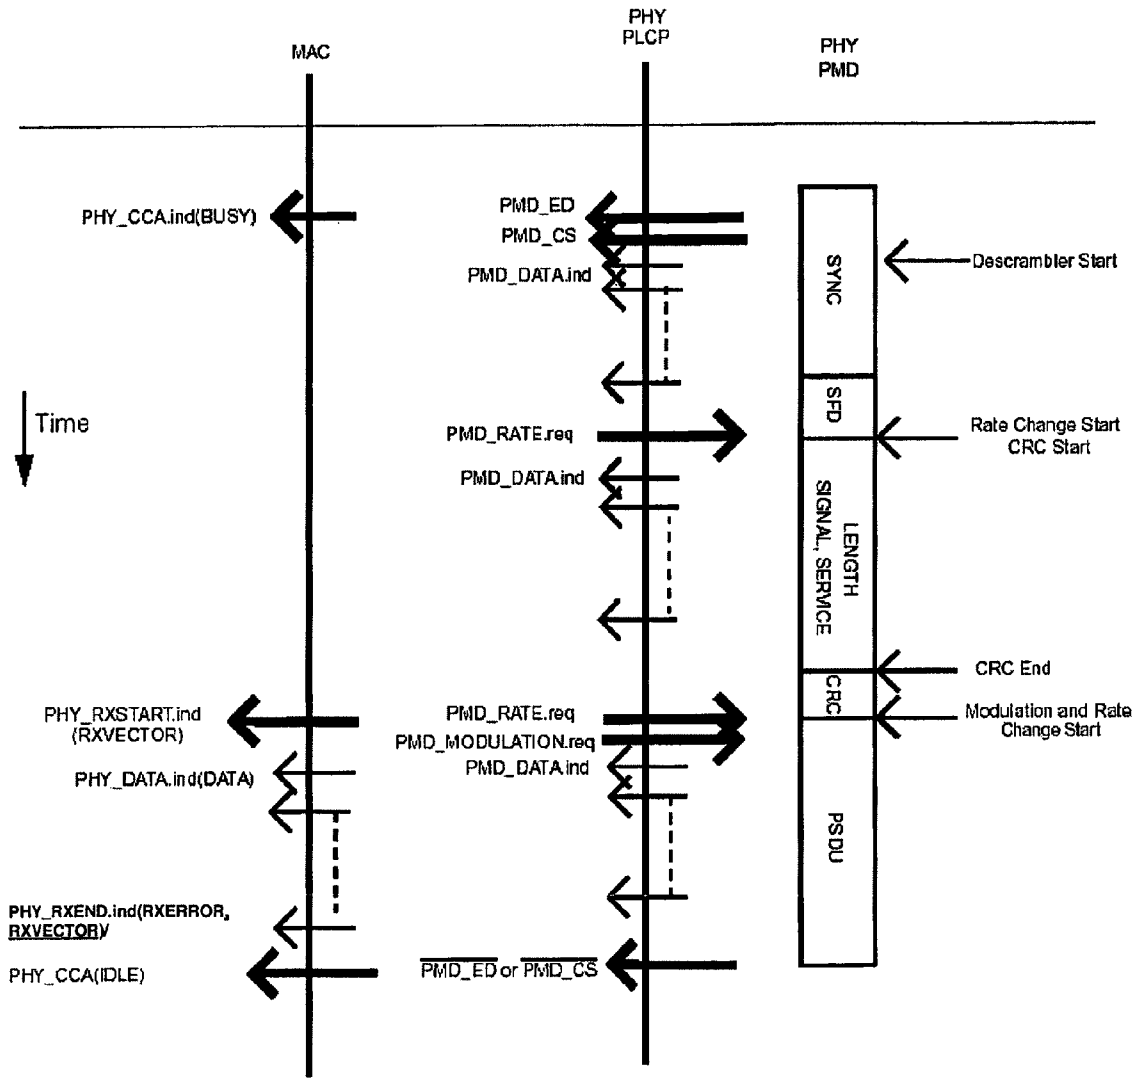 MAC
PHY
PLCP
PHY
PMD
PHY_CCA.ind(BUSY)
PMD_ED
PMD_CS
PMD_DATA.ind
SYNC
Descrambler Start
Time
SFD
PMD_RATE.req
Rate Change Start
CRC Start
PMD_DATA.ind
LENGTH
SIGNAL, SERVICE
CRC End
CRC
PHY_RXSTART.ind
(RXVECTOR)
PMD_RATE.req
PMD_MODULATION.req
PMD_DATA.ind
Modulation and Rate
Change Start
PHY_DATA.ind(DATA)
PSDU
PHY_RXEND.ind(RXERROR,
RXVECTOR)/
PHY_CCA(IDLE)
PMD_ED or PMD_CS